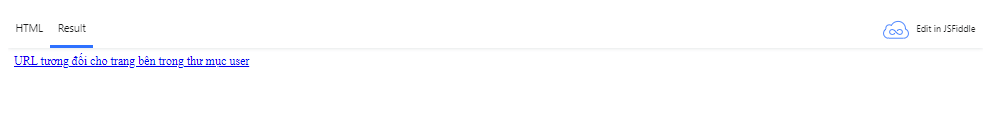 HTML Result Edit in JSFiddle
URL tương đối cho trang bên trong thư mục user